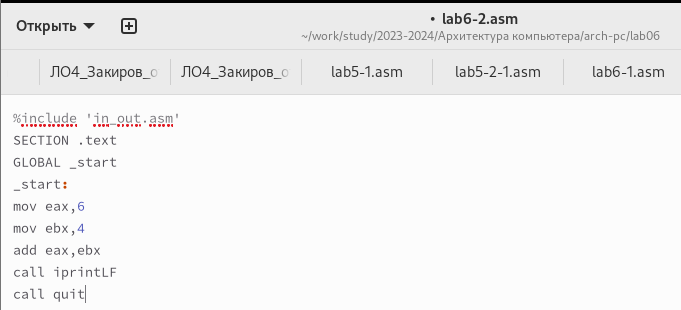 Открыть
• lab6-2.asm
~/work/study/2023-2024/Архитектура компьютера/arch-pc/lab06
ЛО4_Закиров_о ЛО4_Закиров_о lab5-1.asm lab5-2-1.asm lab6-1.asm
%include 'in_out.asm'
SECTION .text
GLOBAL _start
_start:
mov eax,6
mov ebx,4
add eax,ebx
call iprintLF
call quit